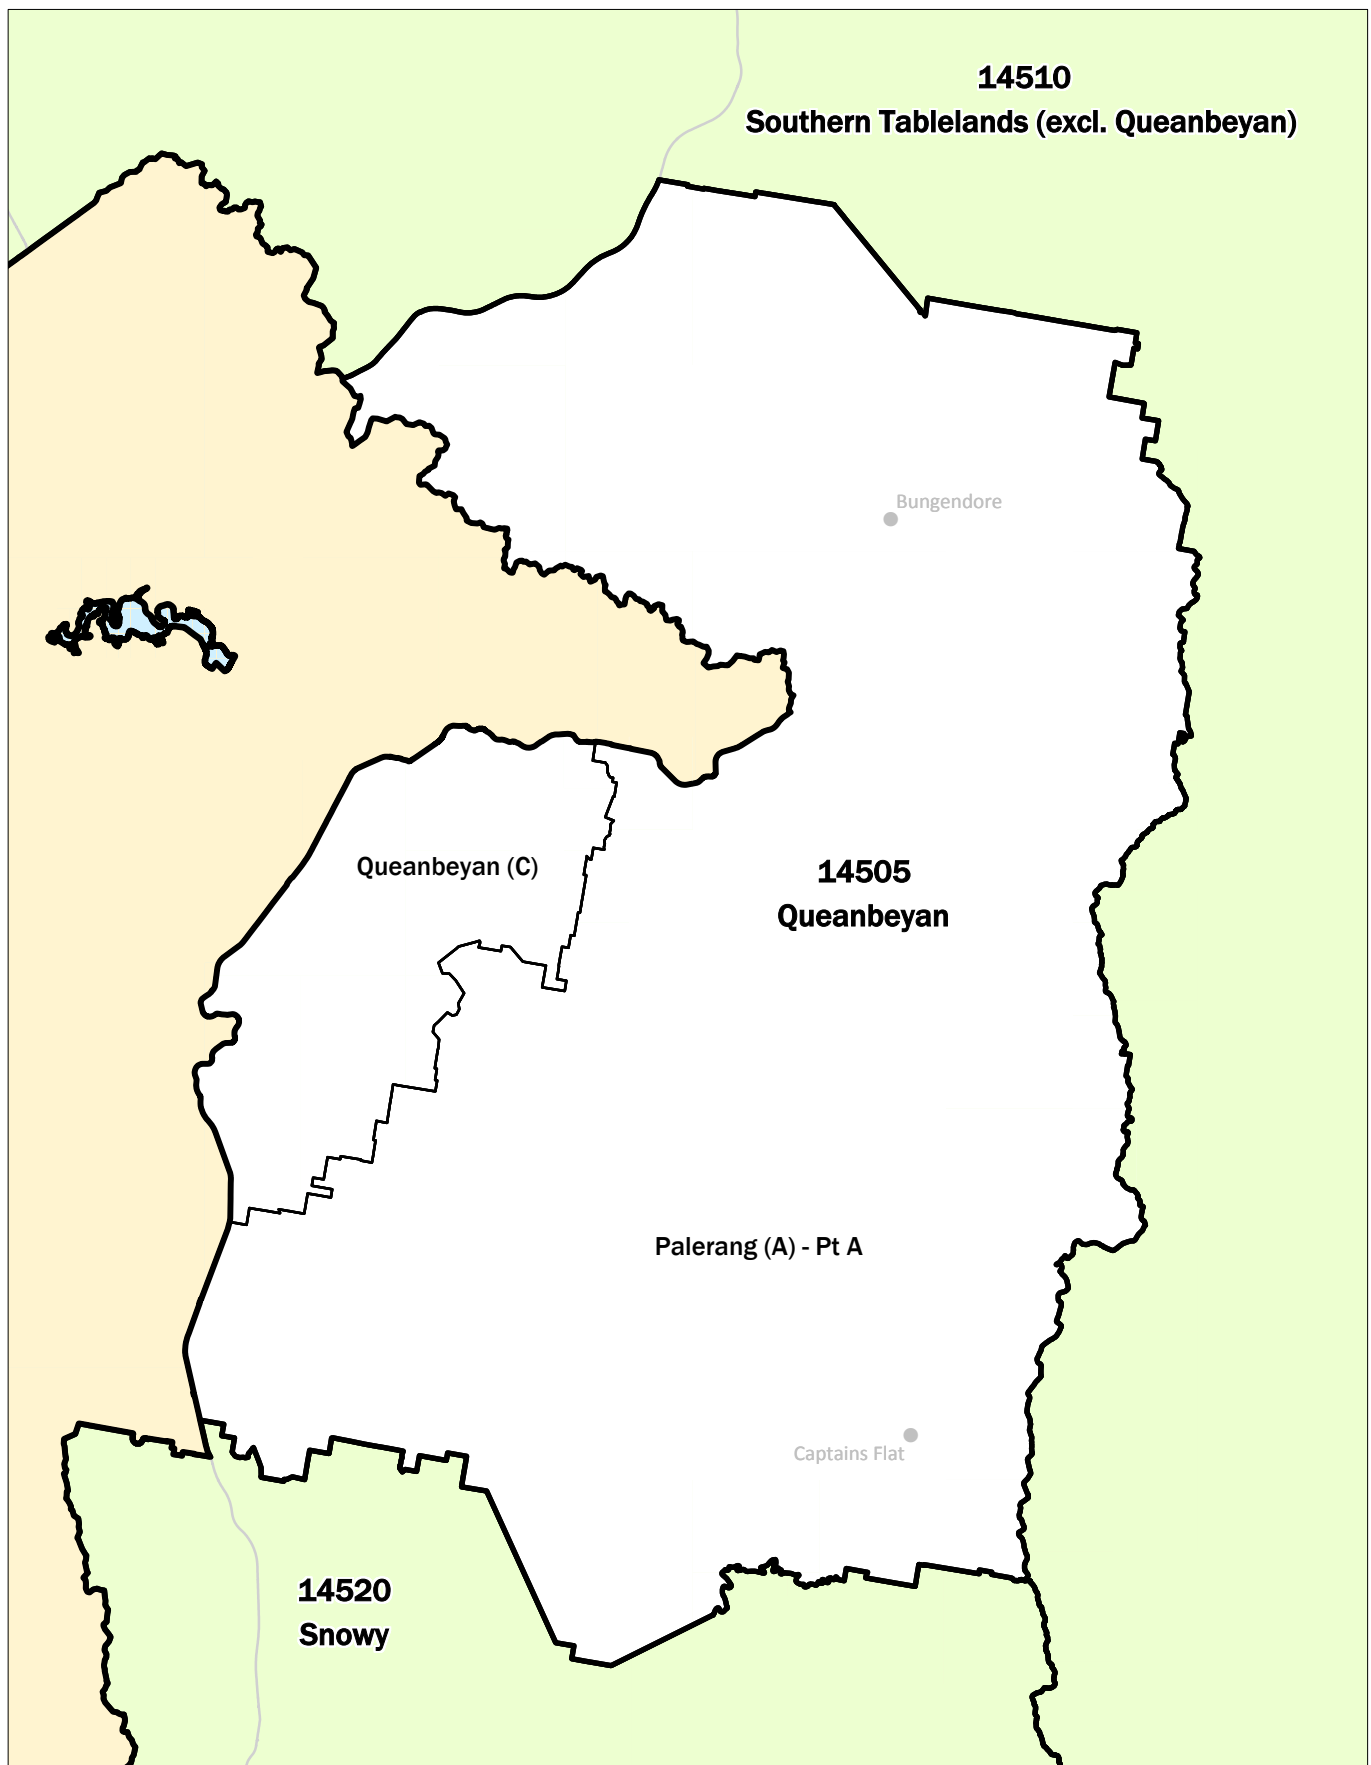 14510
Southern Tablelands (excl. Queanbeyan)
Bungendore
Queanbeyan (C)
14505
Queanbeyan
Palerang (A) - Pt A
Captains Flat
14520
Snowy